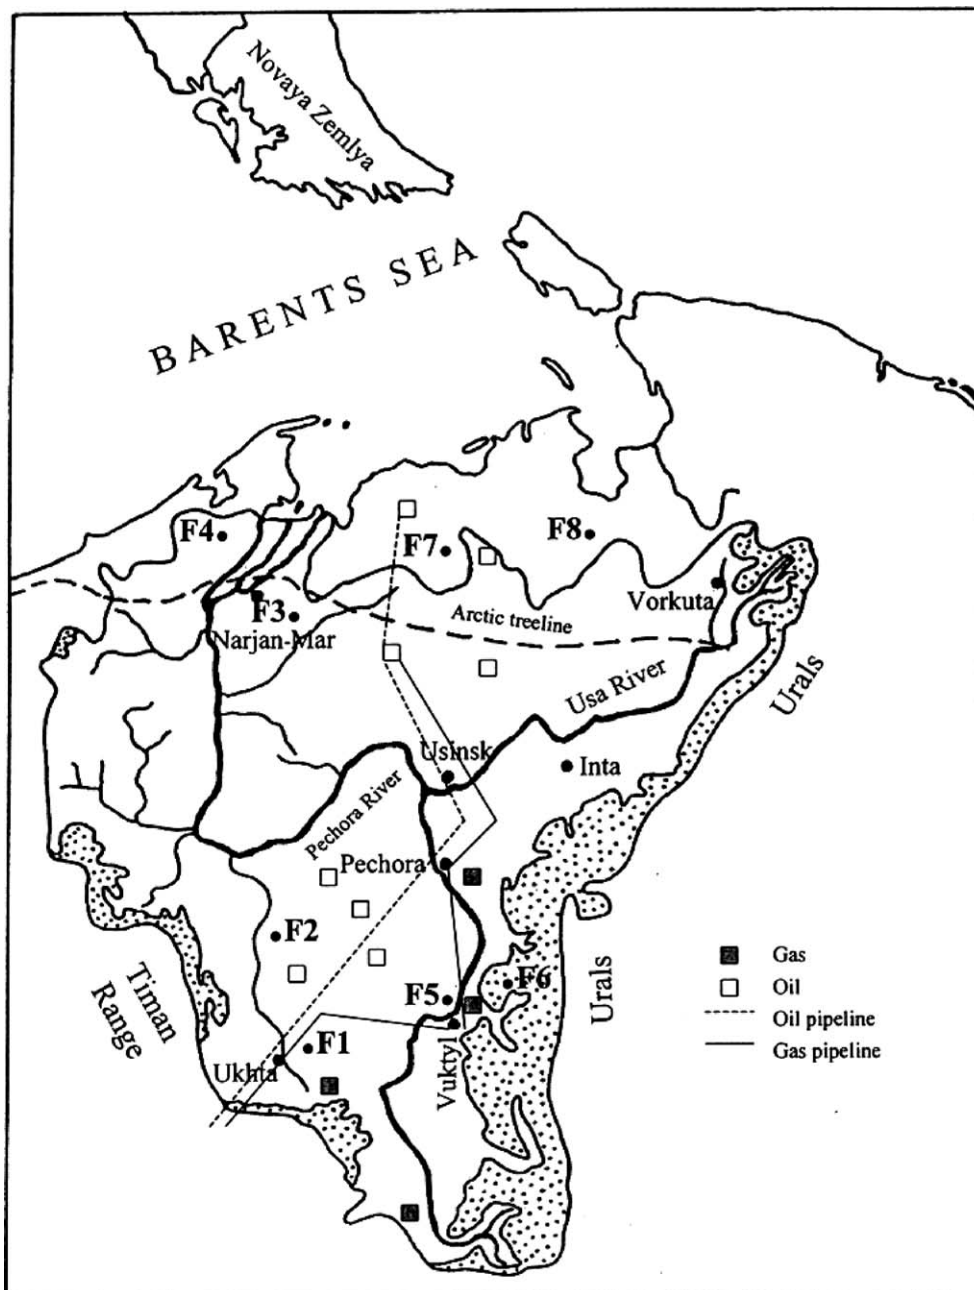 Novaya Zemlya
BARENTS SEA
F4
F7
F8
F3
Narjan-Mar
Arctic treeline
Vorkuta
Usa River
Urals
Usinsk
Inta
Pechora River
Pechora
F2
Timan
Range
F5
F6
Urals
F1
Ukhta
Vuktyl
Gas
Oil
Oil pipeline
Gas pipeline